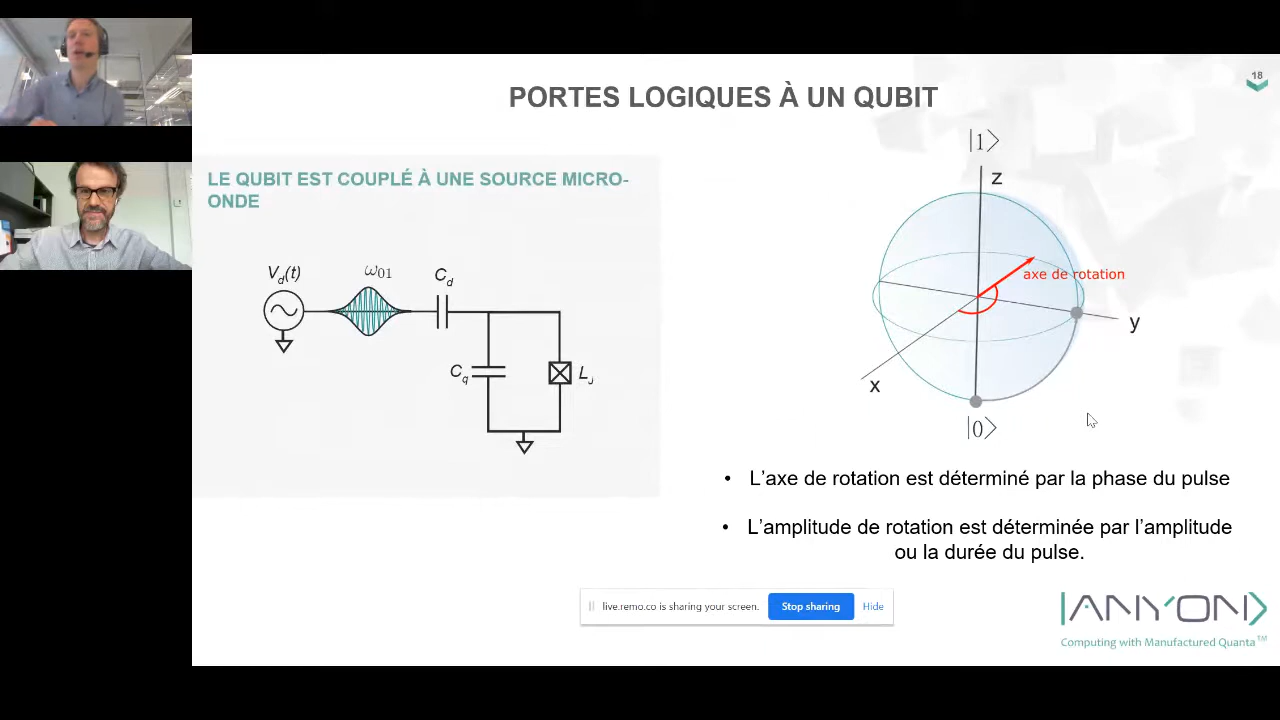 18
PORTES LOGIQUES À UN QUBIT
LE QUBIT EST COUPLÉ À UNE SOURCE MICRO-
ONDE
V_d(t)
ω₀₁
C_d
C_q
L_J
|1⟩
z
axe de rotation
y
x
|0⟩
• L’axe de rotation est déterminé par la phase du pulse
• L’amplitude de rotation est déterminée par l’amplitude
ou la durée du pulse.
live.remo.co is sharing your screen.
Stop sharing
Hide
|ANYON⟩
Computing with Manufactured Quanta™